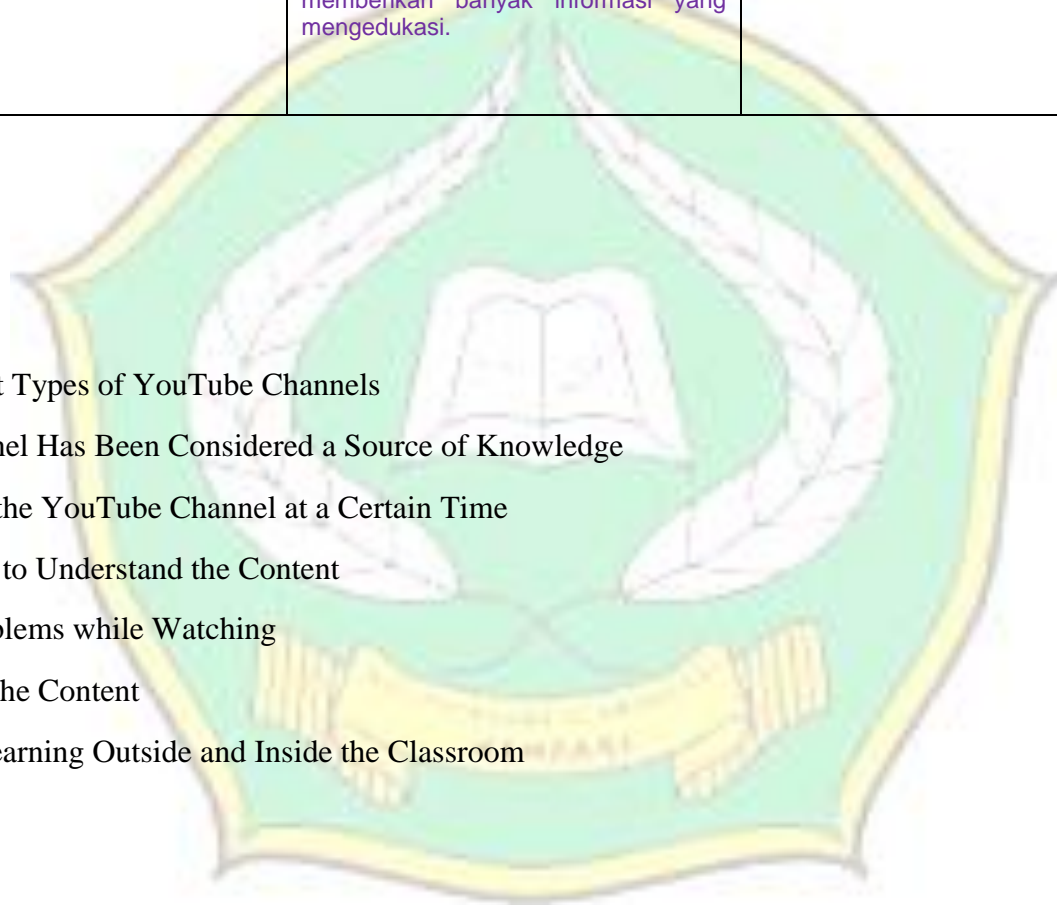 memberikan banyak informasi yang
mengedukasi.
t Types of YouTube Channels
nel Has Been Considered a Source of Knowledge
the YouTube Channel at a Certain Time
to Understand the Content
blems while Watching
he Content
earning Outside and Inside the Classroom